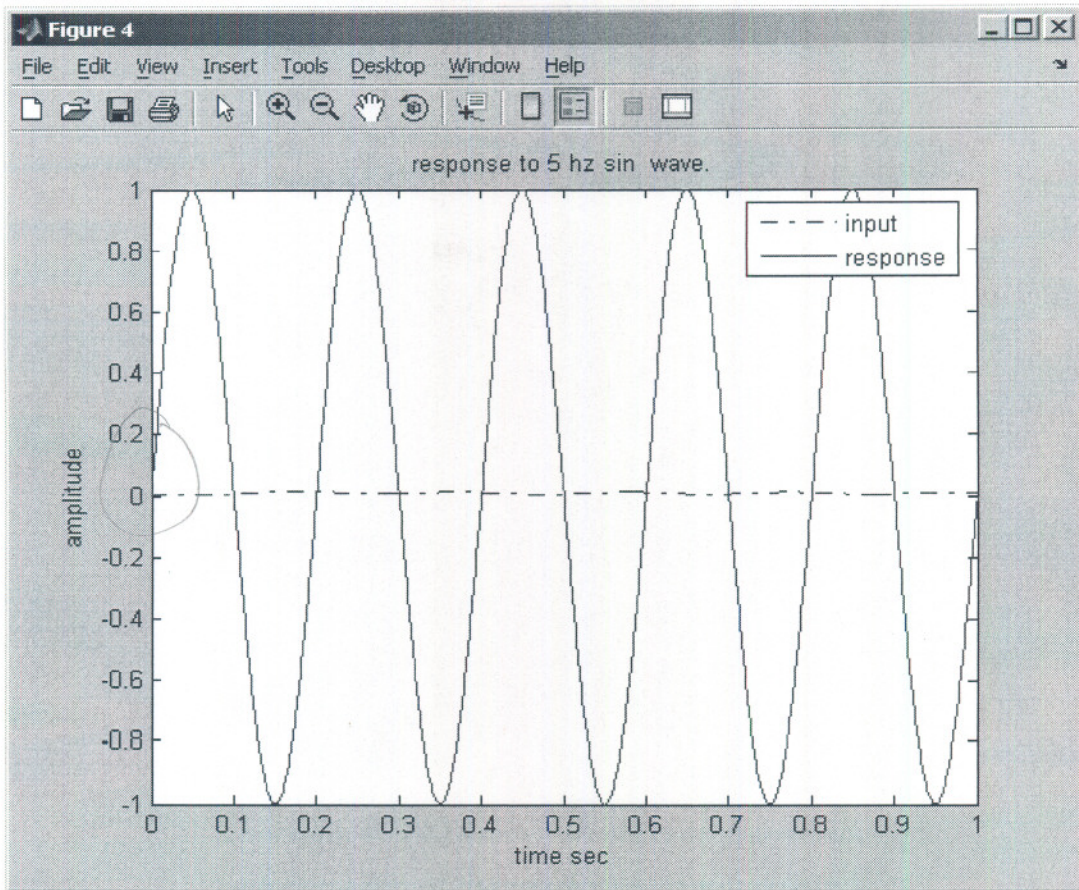 Figure 4
File Edit View Insert Tools Desktop Window Help
response to 5 hz sin wave.
input
response
1
0.8
0.6
0.4
0.2
0
-0.2
-0.4
-0.6
-0.8
-1
amplitude
0 0.1 0.2 0.3 0.4 0.5 0.6 0.7 0.8 0.9 1
time sec